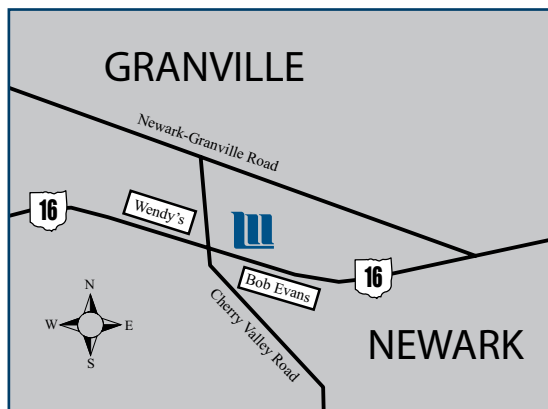 GRANVILLE
Newark-Granville Road
16
Wendy's
16
Bob Evans
Cherry Valley Road
N
W
E
S
NEWARK